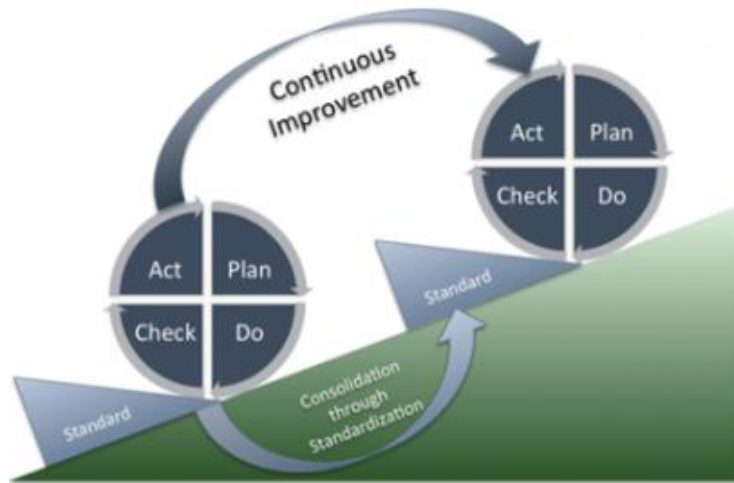 Continuous
Improvement
Act Plan
Check Do
Standard
Act Plan
Check Do
Standard
Consolidation
through
Standardization